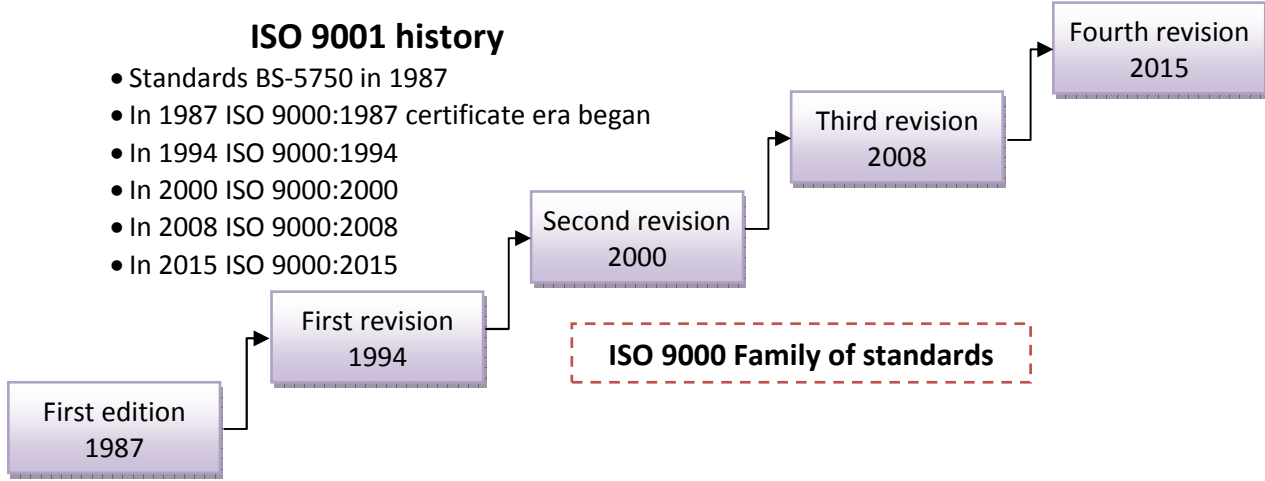 ISO 9001 history
• Standards BS-5750 in 1987
• In 1987 ISO 9000:1987 certificate era began
• In 1994 ISO 9000:1994
• In 2000 ISO 9000:2000
• In 2008 ISO 9000:2008
• In 2015 ISO 9000:2015
First edition
1987
First revision
1994
Second revision
2000
Third revision
2008
Fourth revision
2015
ISO 9000 Family of standards